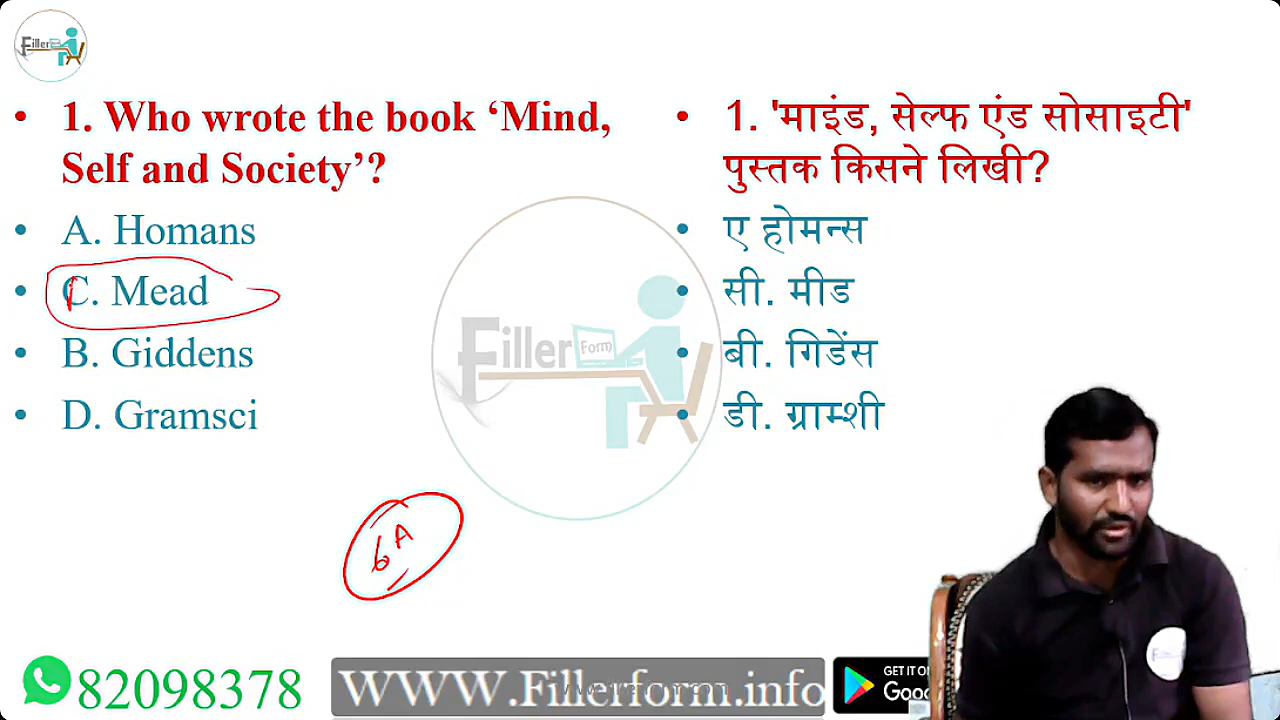 Filler
• 1. Who wrote the book ‘Mind,
Self and Society’?
• A. Homans
• C. Mead
• B. Giddens
• D. Gramsci
• 1. 'माइंड, सेल्फ एंड सोसाइटी'
पुस्तक किसने लिखी?
• ए होमन्स
• सी. मीड
• बी. गिडेंस
• डी. ग्राम्शी
Filler Form
6A
82098378
WWW.Fillerform.info
GET IT ON
Goo